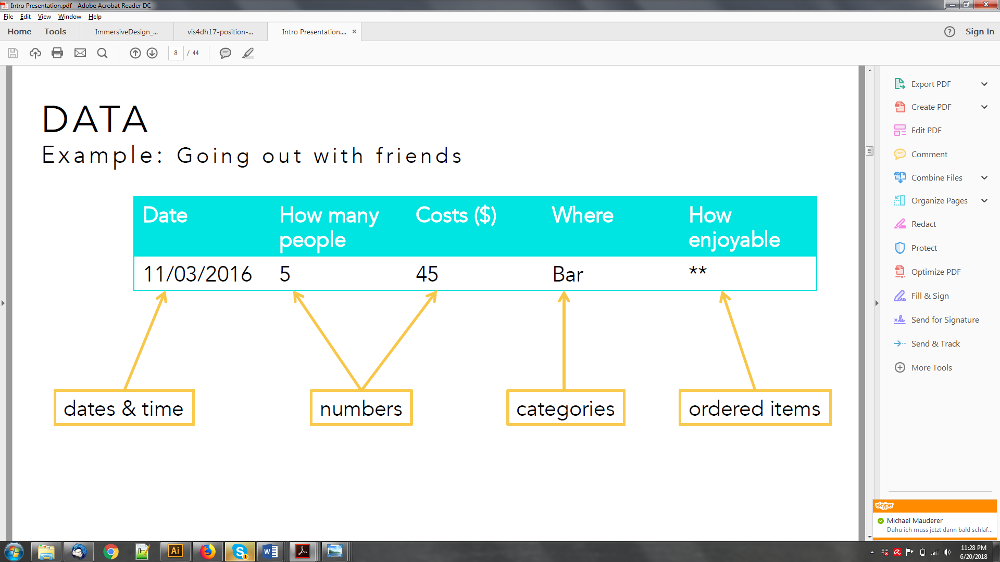 Intro Presentation.pdf - Adobe Acrobat Reader DC
File Edit View Window Help
Home Tools ImmersiveDesign_... vis4dh17-position-... Intro Presentation.... × ? Sign In
8 / 44
DATA
Example: Going out with friends
Date How many people Costs ($) Where How enjoyable
11/03/2016 5 45 Bar **
dates & time numbers categories ordered items
Export PDF
Create PDF
Edit PDF
Comment
Combine Files
Organize Pages
Redact
Protect
Optimize PDF
Fill & Sign
Send for Signature
Send & Track
More Tools
skype
Michael Mauderer
Duhu ich muss jetzt dann bald schlaf...
Ai S 1 W
11:28 PM
6/20/2018